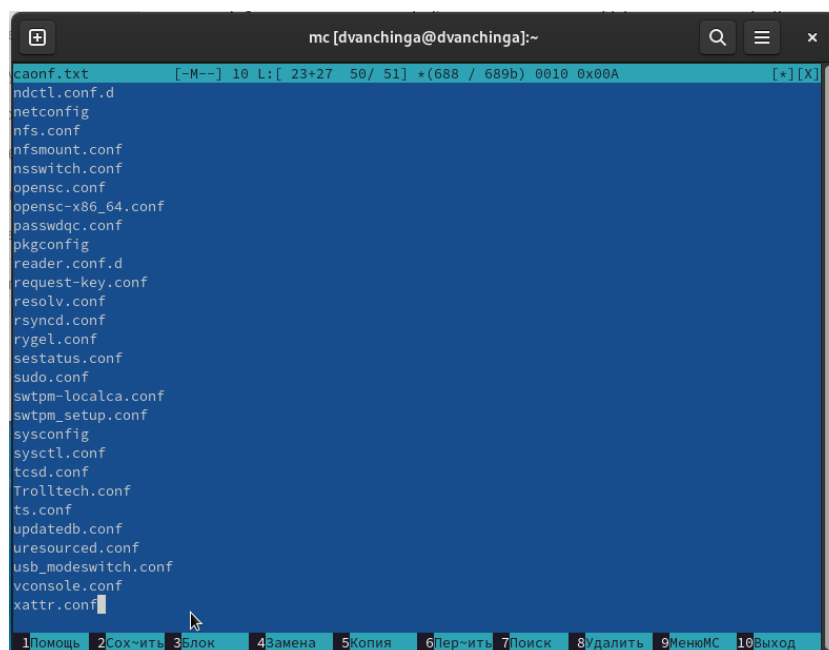 mc [dvanchinga@dvanchinga]:~
caonf.txt [-M--] 10 L:[ 23+27 50/ 51] *(688 / 689b) 0010 0x00A [*][X]
ndctl.conf.d
netconfig
nfs.conf
nfsmount.conf
nsswitch.conf
opensc.conf
opensc-x86_64.conf
passwdqc.conf
pkgconfig
reader.conf.d
request-key.conf
resolv.conf
rsyncd.conf
rygel.conf
sestatus.conf
sudo.conf
swtpm-localca.conf
swtpm_setup.conf
sysconfig
sysctl.conf
tcsd.conf
Trolltech.conf
ts.conf
updatedb.conf
uresourced.conf
usb_modeswitch.conf
vconsole.conf
xattr.conf
1Помощь 2Сох~ить 3Блок 4Замена 5Копия 6Пер~ить 7Поиск 8Удалить 9МенюMC 10Выход